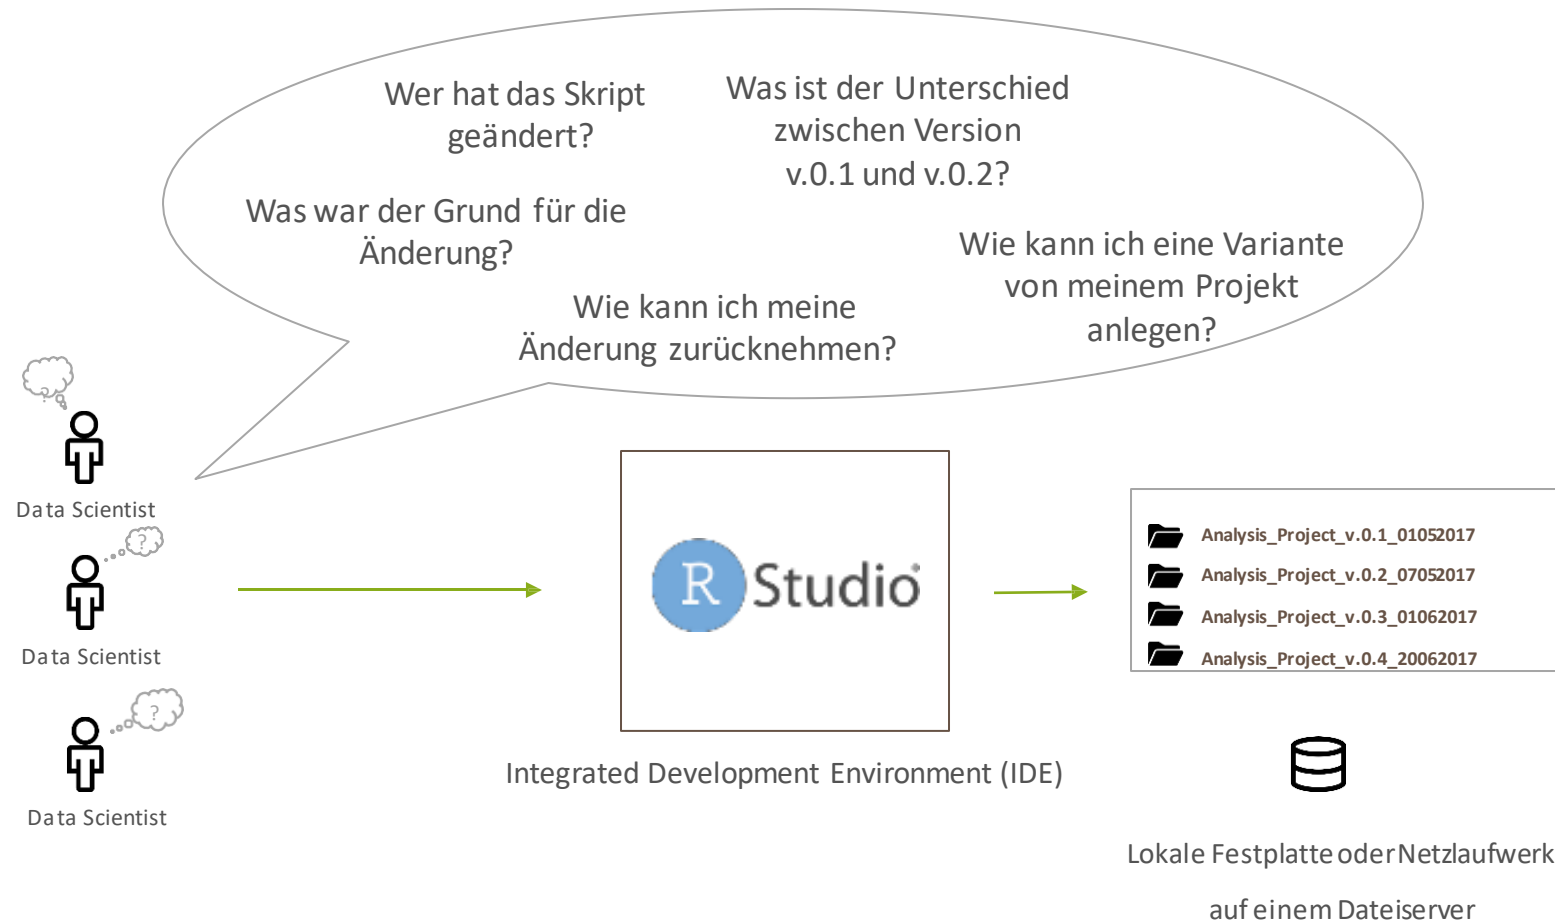 Wer hat das Skript
geändert?
Was ist der Unterschied
zwischen Version
v.0.1 und v.0.2?
Was war der Grund für die
Änderung?
Wie kann ich eine Variante
von meinem Projekt
anlegen?
Wie kann ich meine
Änderung zurücknehmen?
?
Data Scientist
?
Data Scientist
?
Data Scientist
R Studio
Integrated Development Environment (IDE)
Analysis_Project_v.0.1_01052017
Analysis_Project_v.0.2_07052017
Analysis_Project_v.0.3_01062017
Analysis_Project_v.0.4_20062017
Lokale Festplatte oder Netzlaufwerk
auf einem Dateiserver